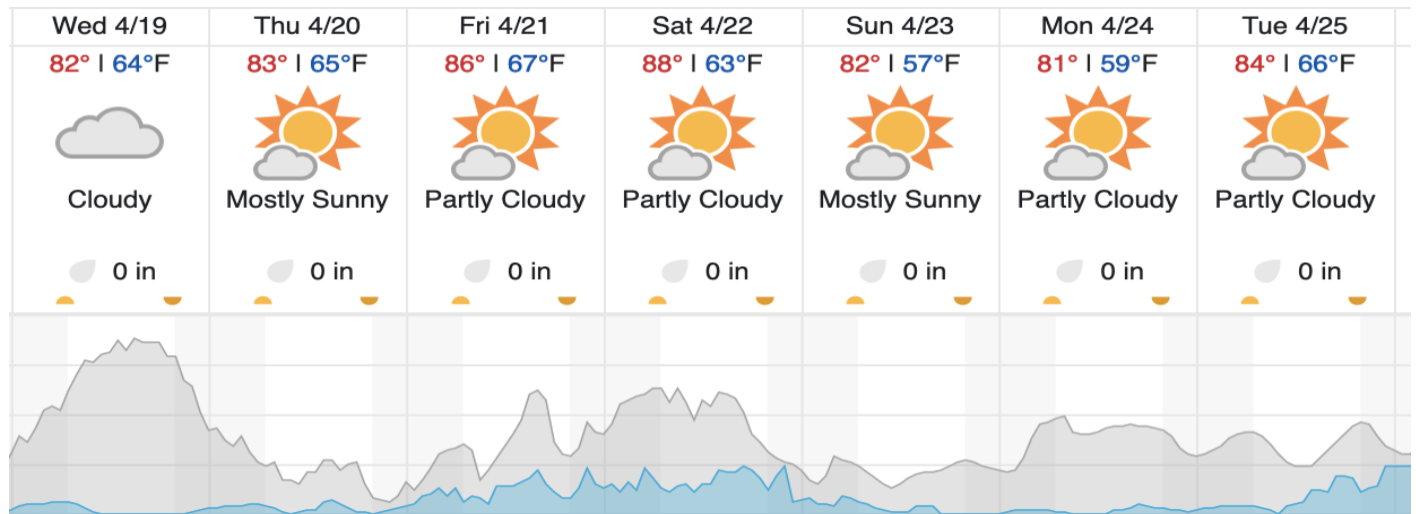 Wed 4/19 Thu 4/20 Fri 4/21 Sat 4/22 Sun 4/23 Mon 4/24 Tue 4/25
82° | 64°F 83° | 65°F 86° | 67°F 88° | 63°F 82° | 57°F 81° | 59°F 84° | 66°F
Cloudy Mostly Sunny Partly Cloudy Partly Cloudy Mostly Sunny Partly Cloudy Partly Cloudy
0 in 0 in 0 in 0 in 0 in 0 in 0 in